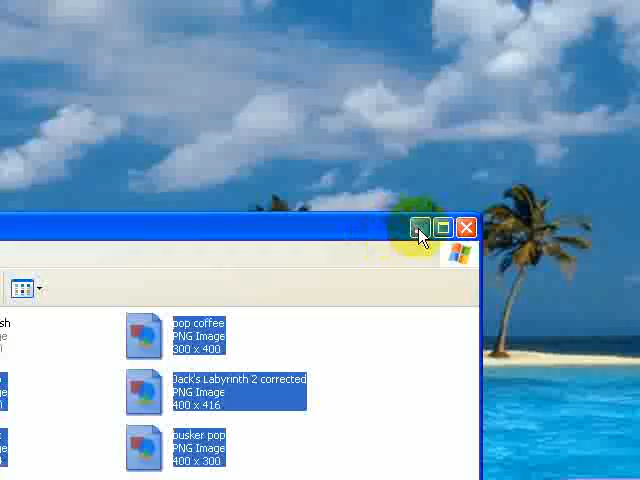 sh
pop coffee
PNG Image
300 x 400
Jack's Labyrinth 2 corrected
PNG Image
400 x 416
busker pop
PNG Image
400 x 300